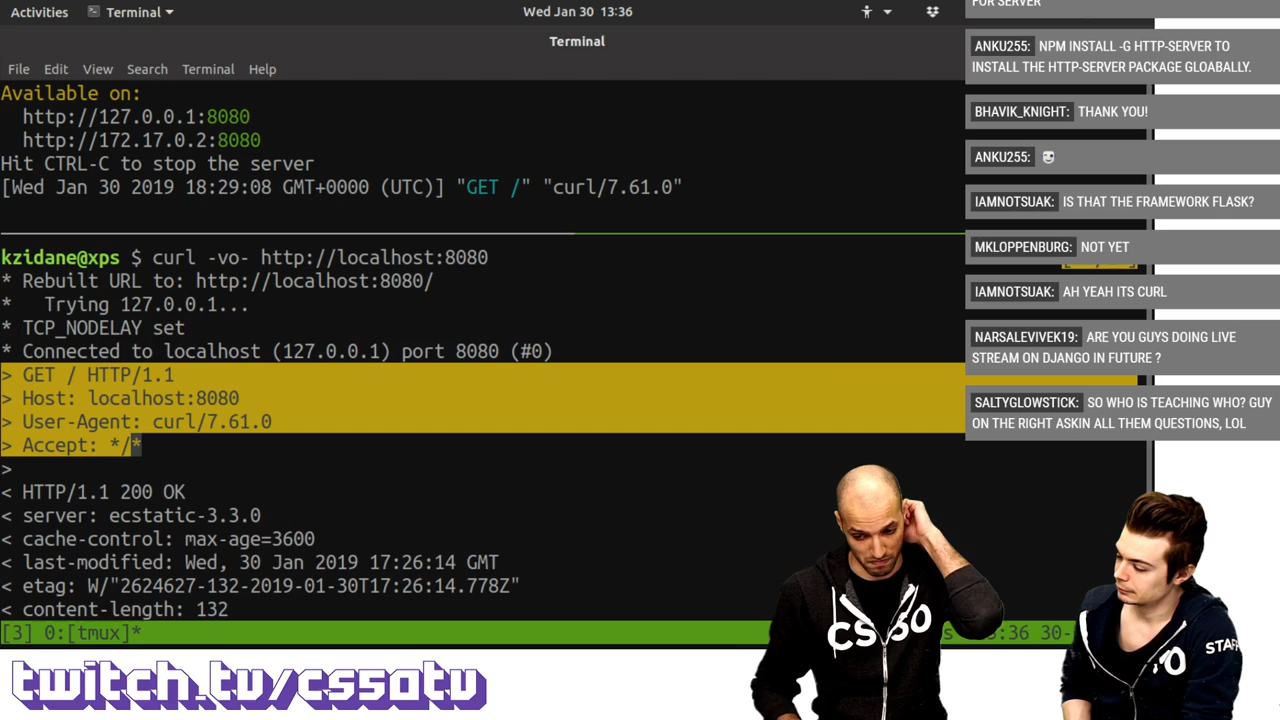 Activities Terminal Wed Jan 30 13:36
Terminal
File Edit View Search Terminal Help
Available on:
http://127.0.0.1:8080
http://172.17.0.2:8080
Hit CTRL-C to stop the server
[Wed Jan 30 2019 18:29:08 GMT+0000 (UTC)] "GET /" "curl/7.61.0"
kzidane@xps $ curl -vo- http://localhost:8080
* Rebuilt URL to: http://localhost:8080/
*   Trying 127.0.0.1...
* TCP_NODELAY set
* Connected to localhost (127.0.0.1) port 8080 (#0)
> GET / HTTP/1.1
> Host: localhost:8080
> User-Agent: curl/7.61.0
> Accept: */*
>
< HTTP/1.1 200 OK
< server: ecstatic-3.3.0
< cache-control: max-age=3600
< last-modified: Wed, 30 Jan 2019 17:26:14 GMT
< etag: W/"2624627-132-2019-01-30T17:26:14.778Z"
< content-length: 132
[3] 0:[tmux]*
FOR SERVER
ANKU255: NPM INSTALL -G HTTP-SERVER TO
INSTALL THE HTTP-SERVER PACKAGE GLOABALLY.
BHAVIK_KNIGHT: THANK YOU!
ANKU255:
IAMNOTSUAK: IS THAT THE FRAMEWORK FLASK?
MKLOPPENBURG: NOT YET
IAMNOTSUAK: AH YEAH ITS CURL
NARSALEVIVEK19: ARE YOU GUYS DOING LIVE
STREAM ON DJANGO IN FUTURE ?
SALTYGLOWSTICK: SO WHO IS TEACHING WHO? GUY
ON THE RIGHT ASKIN ALL THEM QUESTIONS, LOL
CS50
STAFF
twitch.tv/cs50tv